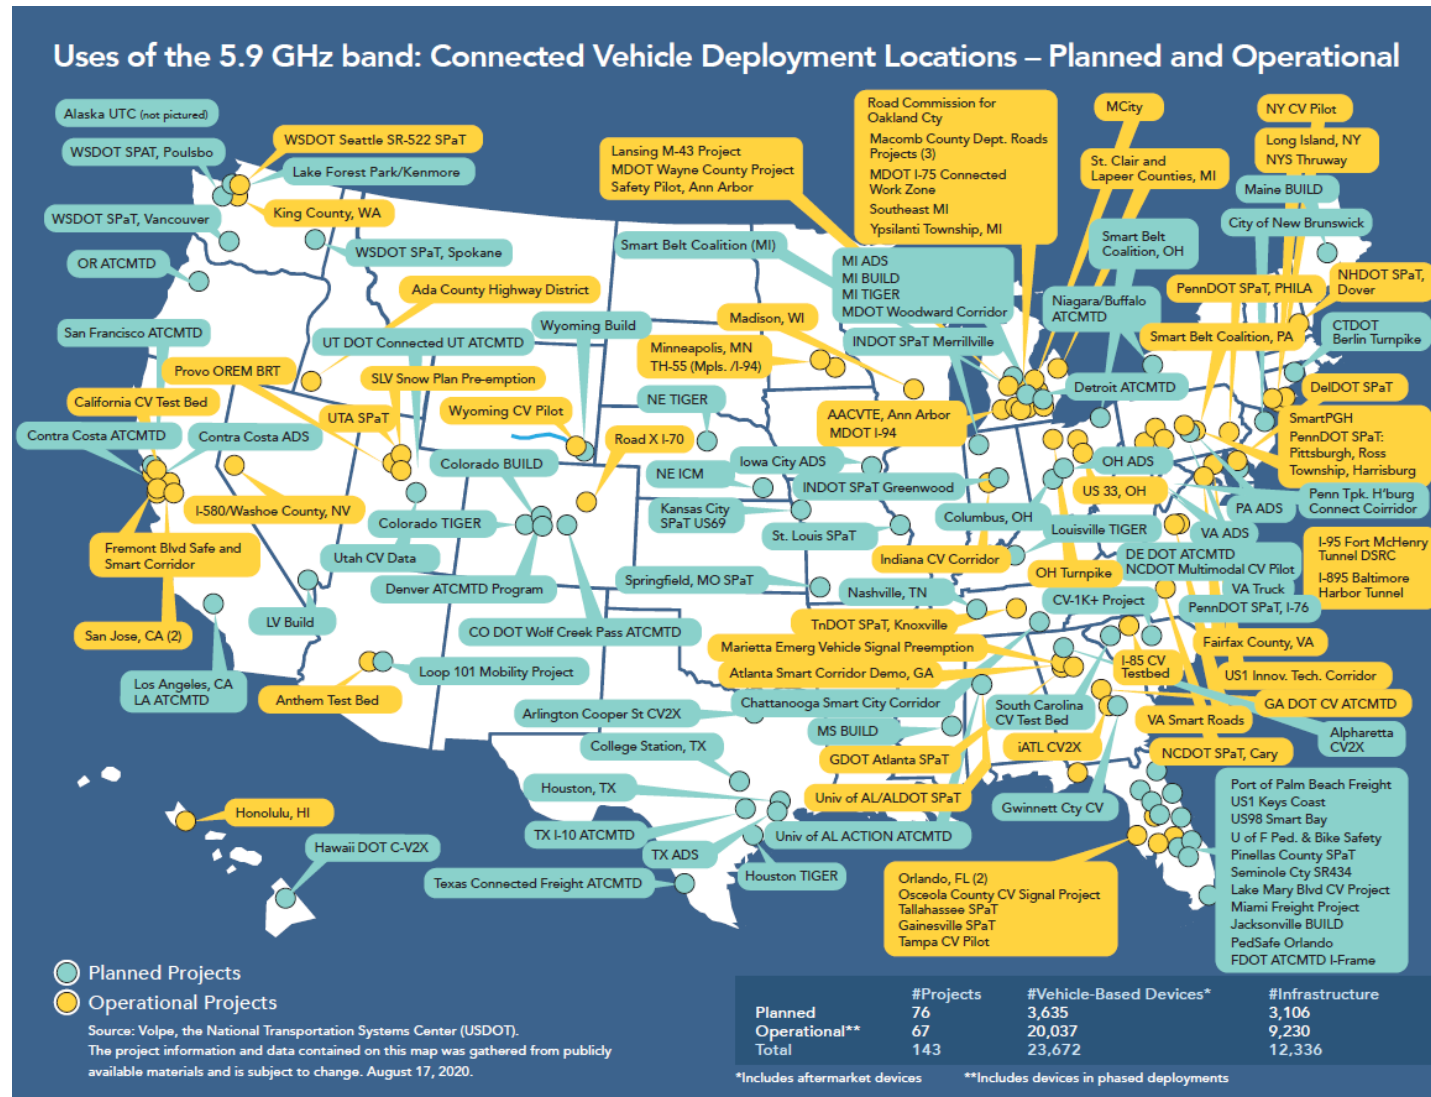 Uses of the 5.9 GHz band: Connected Vehicle Deployment Locations – Planned and Operational
Alaska UTC (not pictured)
WSDOT SPAT, Poulsbo
WSDOT Seattle SR-522 SPaT
Lake Forest Park/Kenmore
King County, WA
WSDOT SPaT, Vancouver
WSDOT SPaT, Spokane
OR ATCMTD
Ada County Highway District
San Francisco ATCMTD
UT DOT Connected UT ATCMTD
Wyoming Build
Provo OREM BRT
SLV Snow Plan Pre-emption
California CV Test Bed
UTA SPaT
Wyoming CV Pilot
Contra Costa ATCMTD
Contra Costa ADS
Road X I-70
Colorado BUILD
I-580/Washoe County, NV
Colorado TIGER
Utah CV Data
Fremont Blvd Safe and
Smart Corridor
Denver ATCMTD Program
LV Build
San Jose, CA (2)
CO DOT Wolf Creek Pass ATCMTD
Loop 101 Mobility Project
Los Angeles, CA
LA ATCMTD
Anthem Test Bed
Lansing M-43 Project
MDOT Wayne County Project
Safety Pilot, Ann Arbor
Road Commission for
Oakland Cty
Macomb County Dept. Roads
Projects (3)
MDOT I-75 Connected
Work Zone
Southeast MI
Ypsilanti Township, MI
MCity
St. Clair and
Lapeer Counties, MI
NY CV Pilot
Long Island, NY
NYS Thruway
Maine BUILD
City of New Brunswick
Smart Belt Coalition (MI)
MI ADS
MI BUILD
MI TIGER
MDOT Woodward Corridor
Smart Belt
Coalition, OH
Niagara/Buffalo
ATCMTD
PennDOT SPaT, PHILA
NHDOT SPaT,
Dover
Madison, WI
Minneapolis, MN
TH-55 (Mpls. /I-94)
INDOT SPaT Merrillville
Smart Belt Coalition, PA
CTDOT
Berlin Turnpike
Detroit ATCMTD
DelDOT SPaT
NE TIGER
AACVTE, Ann Arbor
MDOT I-94
SmartPGH
PennDOT SPaT:
Pittsburgh, Ross
Township, Harrisburg
Iowa City ADS
OH ADS
NE ICM
INDOT SPaT Greenwood
US 33, OH
PA ADS
Penn Tpk. H'burg
Connect Coirridor
Kansas City
SPaT US69
St. Louis SPaT
Columbus, OH
Louisville TIGER
VA ADS
Indiana CV Corridor
OH Turnpike
DE DOT ATCMTD
NCDOT Multimodal CV Pilot
VA Truck
I-95 Fort McHenry
Tunnel DSRC
I-895 Baltimore
Harbor Tunnel
Springfield, MO SPaT
Nashville, TN
CV-1K+ Project
PennDOT SPaT, I-76
TnDOT SPaT, Knoxville
Fairfax County, VA
Marietta Emerg Vehicle Signal Preemption
I-85 CV
Testbed
Atlanta Smart Corridor Demo, GA
US1 Innov. Tech. Corridor
Chattanooga Smart City Corridor
South Carolina
CV Test Bed
GA DOT CV ATCMTD
Arlington Cooper St CV2X
VA Smart Roads
MS BUILD
iATL CV2X
Alpharetta
CV2X
College Station, TX
GDOT Atlanta SPaT
NCDOT SPaT, Cary
Houston, TX
Univ of AL/ALDOT SPaT
Gwinnett Cty CV
TX I-10 ATCMTD
Univ of AL ACTION ATCMTD
TX ADS
Houston TIGER
Texas Connected Freight ATCMTD
Port of Palm Beach Freight
US1 Keys Coast
US98 Smart Bay
U of F Ped. & Bike Safety
Pinellas County SPaT
Seminole Cty SR434
Lake Mary Blvd CV Project
Miami Freight Project
Jacksonville BUILD
PedSafe Orlando
FDOT ATCMTD I-Frame
Orlando, FL (2)
Osceola County CV Signal Project
Tallahassee SPaT
Gainesville SPaT
Tampa CV Pilot
Honolulu, HI
Hawaii DOT C-V2X
Planned Projects
Operational Projects
Source: Volpe, the National Transportation Systems Center (USDOT).
The project information and data contained on this map was gathered from publicly
available materials and is subject to change. August 17, 2020.
#Projects #Vehicle-Based Devices* #Infrastructure
Planned 76 3,635 3,106
Operational** 67 20,037 9,230
Total 143 23,672 12,336
*Includes aftermarket devices **Includes devices in phased deployments